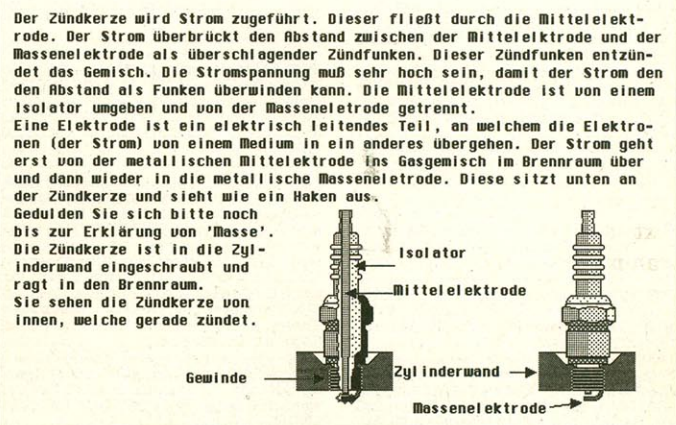 Der Zündkerze wird Strom zugeführt. Dieser fließt durch die Mittelelekt-
rode. Der Strom überbrückt den Abstand zwischen der Mittelelktrode und der
Massenelektrode als überschlagender Zündfunken. Dieser Zündfunken entzün-
det das Gemisch. Die Stromspannung muß sehr hoch sein, damit der Strom den
den Abstand als Funken überwinden kann. Die Mittelektrode ist von einem
Isolator umgeben und von der Masseneletrode getrennt.
Eine Elektrode ist ein elektrisch leitendes Teil, an welchem die Elektro-
nen (der Strom) von einem Medium in ein anderes übergehen. Der Strom geht
erst von der metallischen Mittelektrode ins Gasgemisch im Brennraum über
und dann wieder in die metallische Masseneletrode. Diese sitzt unten an
der Zündkerze und sieht wie ein Haken aus.
Gedulden Sie sich bitte noch
bis zur Erklärung von 'Masse'.
Die Zündkerze ist in die Zyl-
inderwand eingeschraubt und
ragt in den Brennraum.
Sie sehen die Zündkerze von
innen, welche gerade zündet.
Isolator
Mittelelektrode
Gewinde
Zylinderwand
Massenelektrode